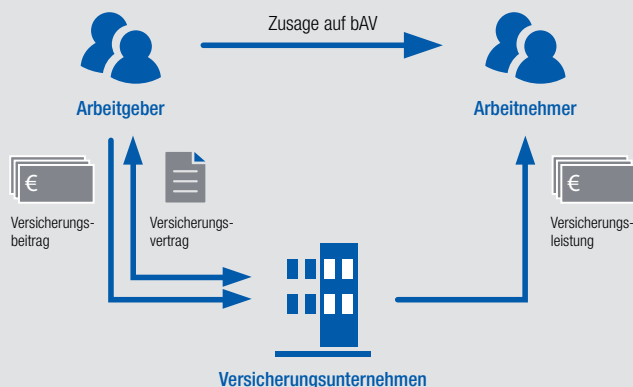 Zusage auf bAV
Arbeitgeber
Arbeitnehmer
€
Versicherungs-
beitrag
Versicherungs-
vertrag
€
Versicherungs-
leistung
Versicherungsunternehmen